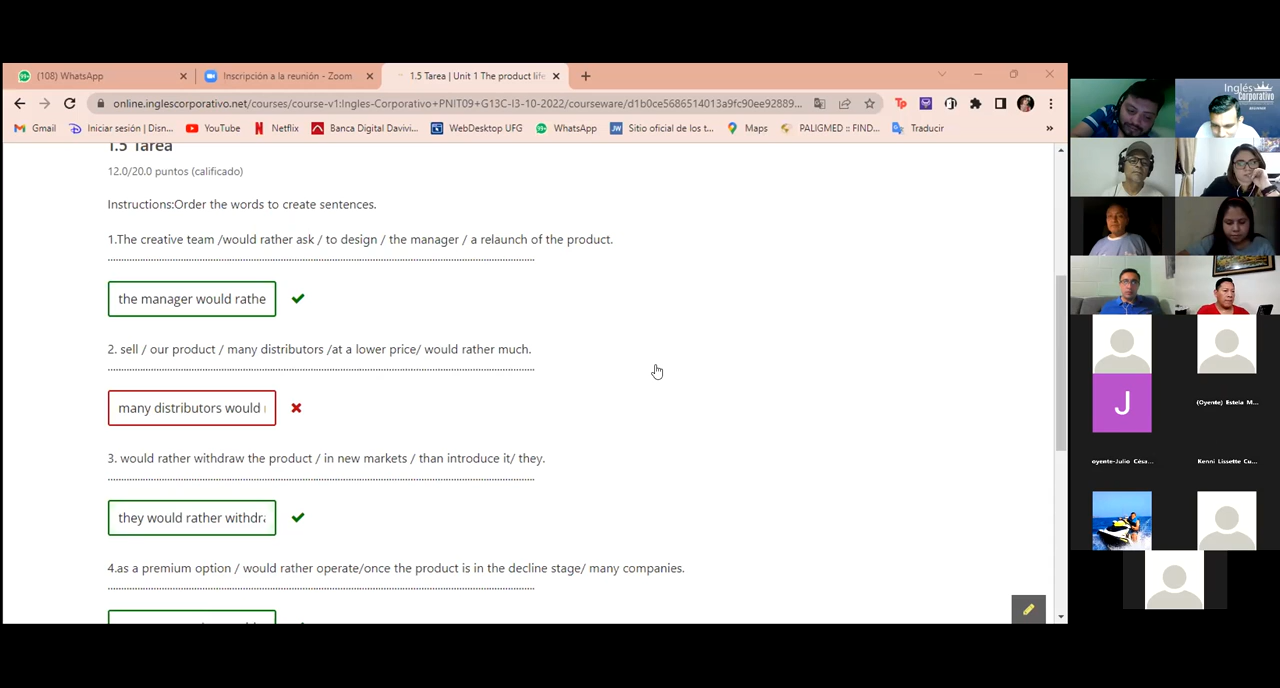 (108) WhatsApp
Inscripción a la reunión - Zoom
1.5 Tarea | Unit 1 The product life
online.inglescorporativo.net/courses/course-v1:Ingles-Corporativo+PNIT09+G13C-I3-10-2022/courseware/d1b0ce5686514013a9fc90ee92889...
Gmail
Iniciar sesión | Disn...
YouTube
Netflix
Banca Digital Davivi...
WebDesktop UFG
WhatsApp
Sitio oficial de los t...
Maps
PALIGMED :: FIND...
Traducir
»
1.5 Tarea
12.0/20.0 puntos (calificado)
Instructions:Order the words to create sentences.
1.The creative team /would rather ask / to design / the manager / a relaunch of the product.
the manager would rathe
2. sell / our product / many distributors /at a lower price/ would rather much.
many distributors would
3. would rather withdraw the product / in new markets / than introduce it/ they.
they would rather withdra
4.as a premium option / would rather operate/once the product is in the decline stage/ many companies.
Inglés
Corporativo
J
(Oyente) Estela M...
oyente-Julio Césa...
Kenni Lissette Cu...